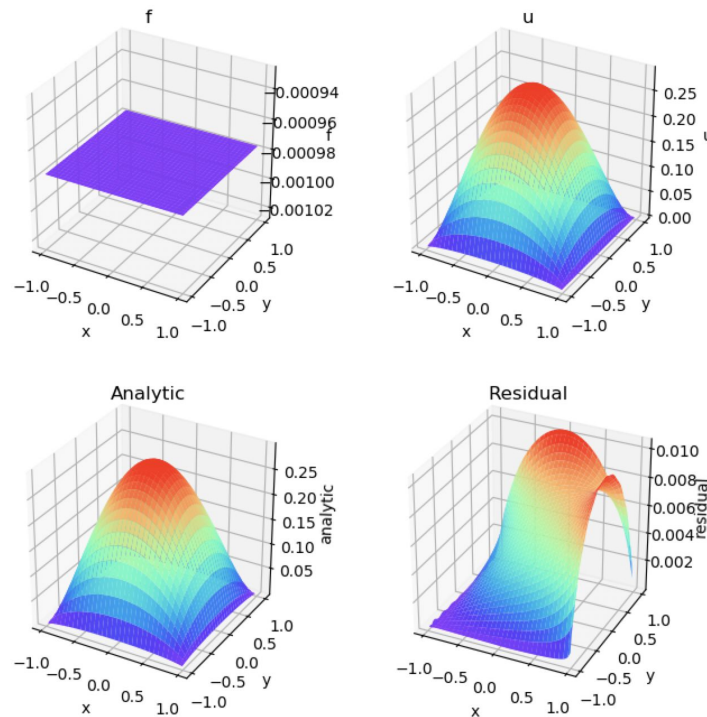 f
0.00094
0.00096
f
0.00098
0.00100
0.00102
−1.0 −0.5 0.0 0.5 1.0
x
−1.0 −0.5 0.0 0.5 1.0
y
u
0.25
0.20
0.15
u
0.10
0.05
0.00
−1.0 −0.5 0.0 0.5 1.0
x
−1.0 −0.5 0.0 0.5 1.0
y
Analytic
0.25
0.20
0.15
0.10
0.05
analytic
−1.0 −0.5 0.0 0.5 1.0
x
−1.0 −0.5 0.0 0.5 1.0
y
Residual
0.010
0.008
0.006
0.004
0.002
residual
−1.0 −0.5 0.0 0.5 1.0
x
−1.0 −0.5 0.0 0.5 1.0
y